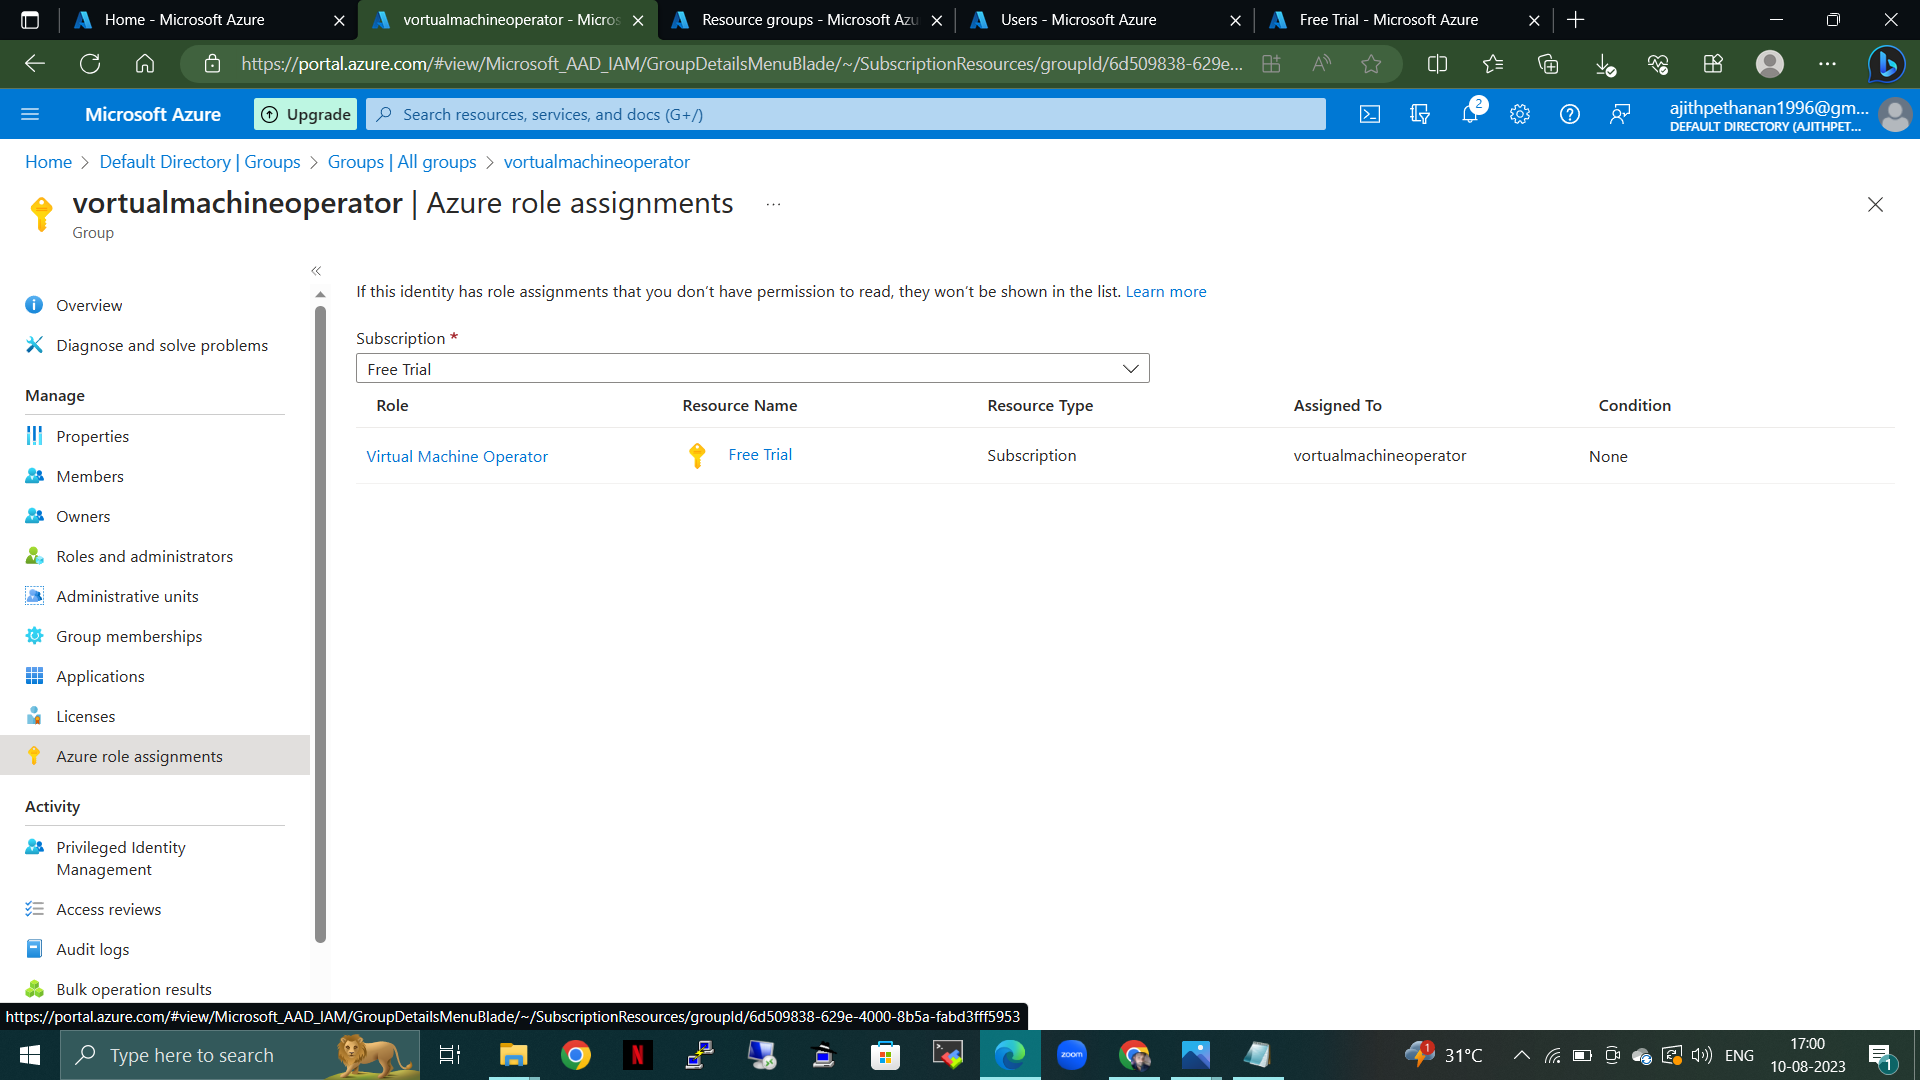 Home - Microsoft Azure
vortualmachineoperator - Micros
Resource groups - Microsoft Azu
Users - Microsoft Azure
Free Trial - Microsoft Azure
https://portal.azure.com/#view/Microsoft_AAD_IAM/GroupDetailsMenuBlade/~/SubscriptionResources/groupId/6d509838-629e...
Microsoft Azure
Upgrade
Search resources, services, and docs (G+/)
2
ajithpethanan1996@gm...
DEFAULT DIRECTORY (AJITHPET...
Home > Default Directory | Groups > Groups | All groups > vortualmachineoperator
vortualmachineoperator | Azure role assignments ...
Group
Overview
Diagnose and solve problems
Manage
Properties
Members
Owners
Roles and administrators
Administrative units
Group memberships
Applications
Licenses
Azure role assignments
Activity
Privileged Identity
Management
Access reviews
Audit logs
Bulk operation results
If this identity has role assignments that you don't have permission to read, they won't be shown in the list. Learn more
Subscription *
Free Trial
Role Resource Name Resource Type Assigned To Condition
Virtual Machine Operator Free Trial Subscription vortualmachineoperator None
https://portal.azure.com/#view/Microsoft_AAD_IAM/GroupDetailsMenuBlade/~/SubscriptionResources/groupId/6d509838-629e-4000-8b5a-fabd3fff5953
Type here to search
N
zoom
1
31°C
ENG
17:00
10-08-2023
1